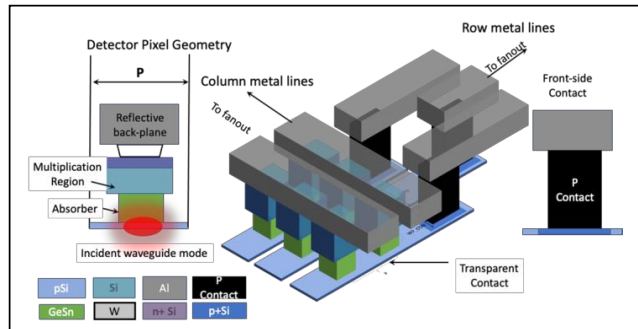 Detector Pixel Geometry
P
Reflective
back-plane
Multiplication
Region
Absorber
Incident waveguide mode
pSi
Si
Al
P
Contact
GeSn
W
n+ Si
p+Si
Column metal lines
To fanout
Row metal lines
To fanout
Transparent
Contact
Front-side
Contact
P
Contact